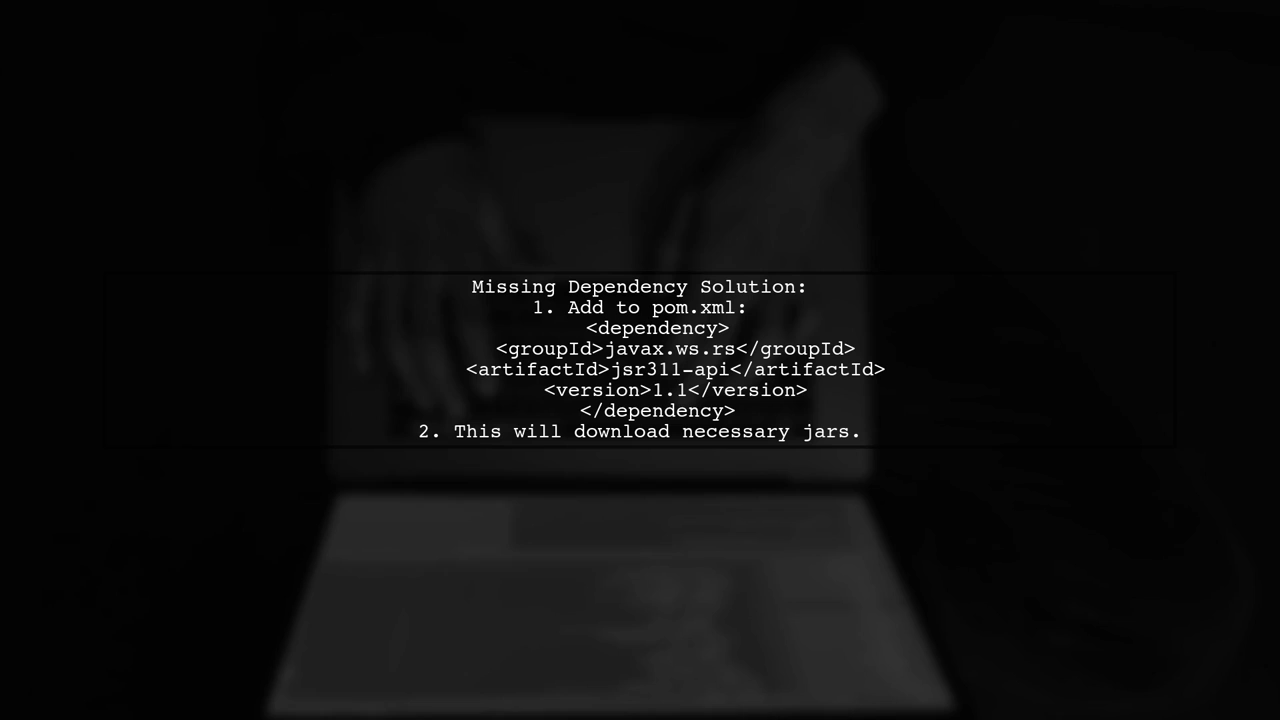 Missing Dependency Solution:
1. Add to pom.xml:
<dependency>
<groupId>javax.ws.rs</groupId>
<artifactId>jsr311-api</artifactId>
<version>1.1</version>
</dependency>
2. This will download necessary jars.